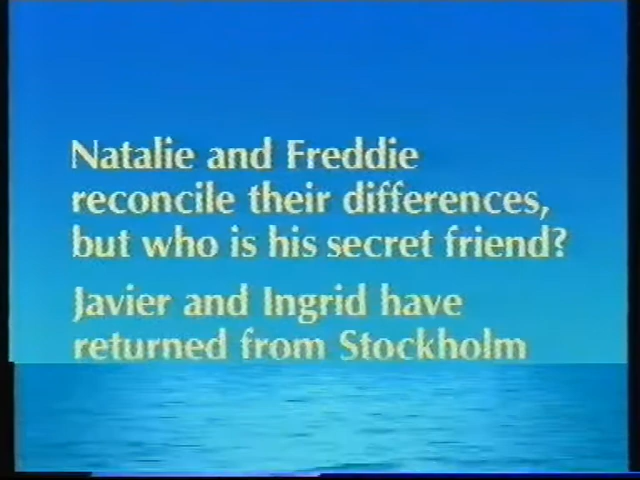 Natalie and Freddie
reconcile their differences,
but who is his secret friend?
Javier and Ingrid have
returned from Stockholm